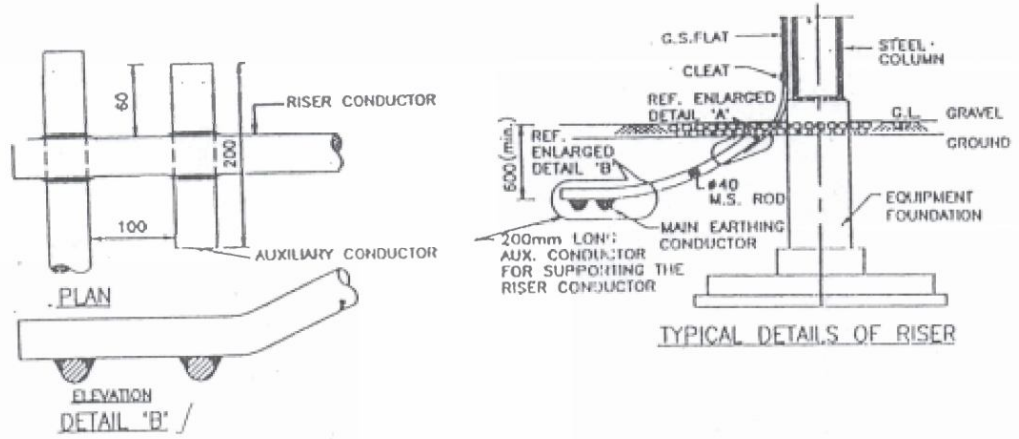 60
200
RISER CONDUCTOR
100
AUXILIARY CONDUCTOR
PLAN
ELEVATION
DETAIL "B"
G.S.FLAT
STEEL
COLUMN
CLEAT
REF. ENLARGED
DETAIL 'A'
G.L.
GRAVEL
GROUND
600(min.)
REF.
ENLARGED
DETAIL 'B'
ø40
M.S. ROD
EQUIPMENT
FOUNDATION
MAIN EARTHING
CONDUCTOR
200mm LONG
AUX. CONDUCTOR
FOR SUPPORTING THE
RISER CONDUCTOR
TYPICAL DETAILS OF RISER